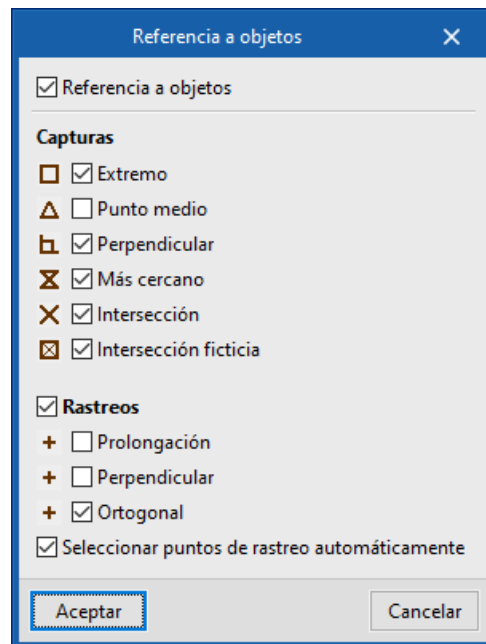 Referencia a objetos
Referencia a objetos
Capturas
Extremo
Punto medio
Perpendicular
Más cercano
Intersección
Intersección ficticia
Rastreos
Prolongación
Perpendicular
Ortogonal
Seleccionar puntos de rastreo automáticamente
Aceptar Cancelar